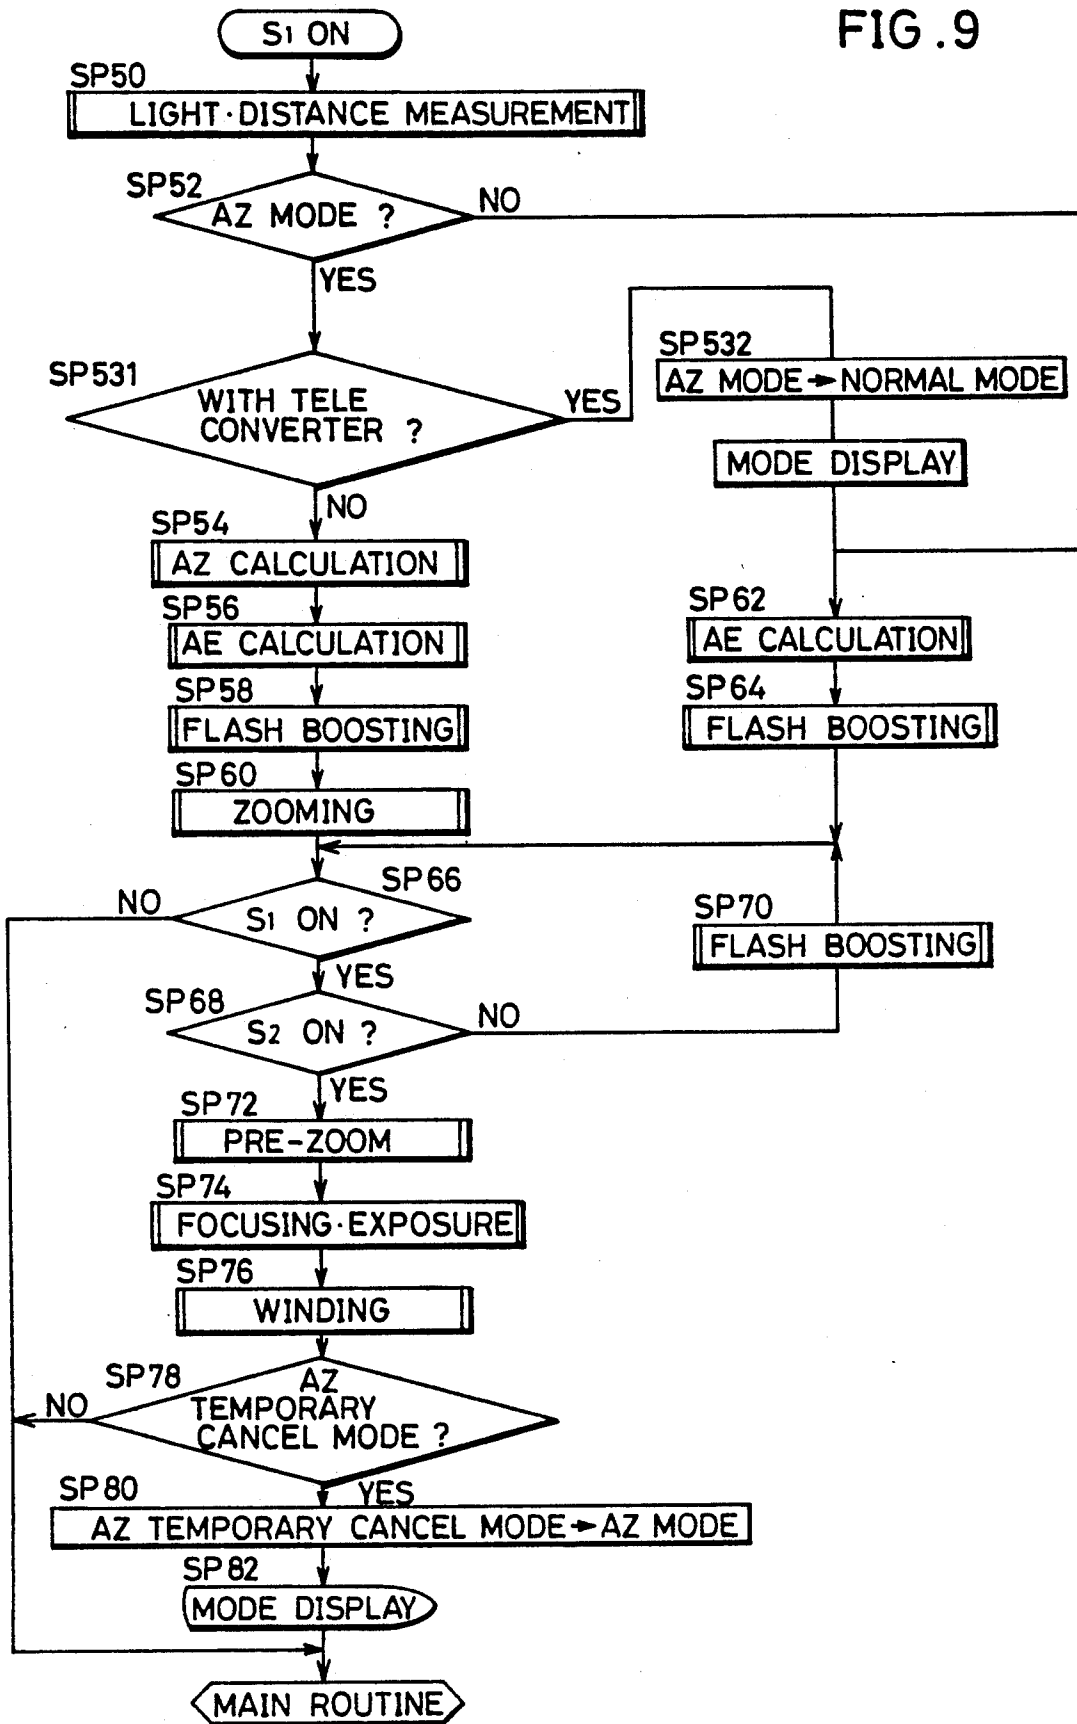 FIG.9
S1 ON
SP50
LIGHT·DISTANCE MEASUREMENT
SP52
AZ MODE ?
NO
YES
SP531
WITH TELE
CONVERTER ?
YES
NO
SP532
AZ MODE→NORMAL MODE
MODE DISPLAY
SP54
AZ CALCULATION
SP56
AE CALCULATION
SP58
FLASH BOOSTING
SP60
ZOOMING
SP62
AE CALCULATION
SP64
FLASH BOOSTING
SP66
S1 ON ?
NO
YES
SP68
S2 ON ?
NO
YES
SP70
FLASH BOOSTING
SP72
PRE-ZOOM
SP74
FOCUSING·EXPOSURE
SP76
WINDING
SP78
AZ
TEMPORARY
CANCEL MODE ?
NO
YES
SP80
AZ TEMPORARY CANCEL MODE→AZ MODE
SP82
MODE DISPLAY
MAIN ROUTINE